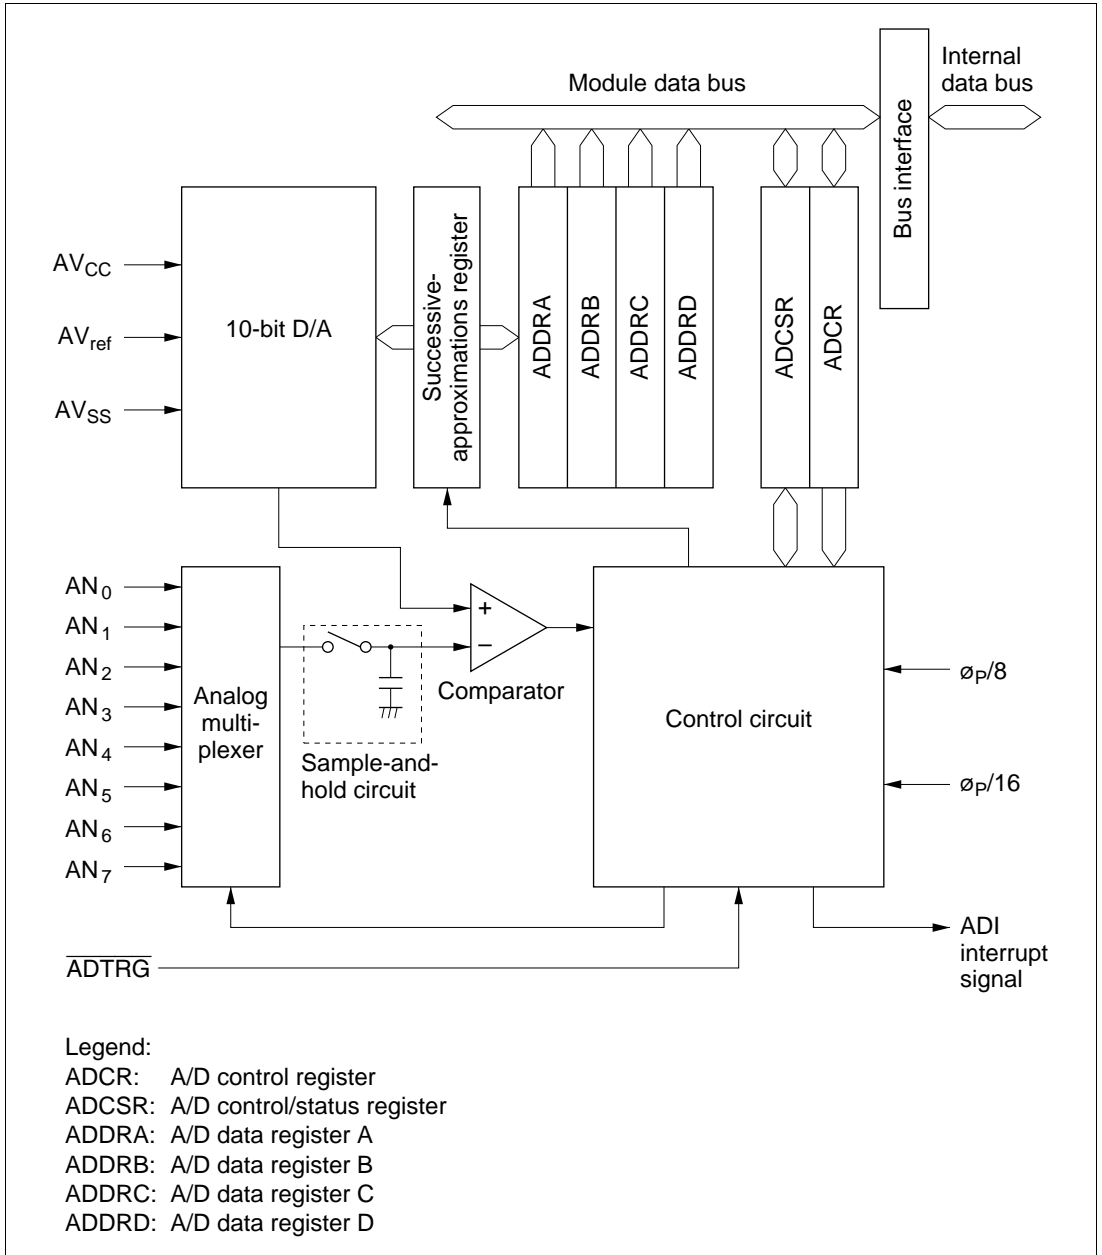 Internal
data bus
Module data bus
Bus interface
AVCC
AVref
AVSS
10-bit D/A
Successive-
approximations register
ADDRA
ADDRB
ADDRC
ADDRD
ADCSR
ADCR
AN0
AN1
AN2
AN3
AN4
AN5
AN6
AN7
Analog
multi-
plexer
+
−
Comparator
Sample-and-
hold circuit
Control circuit
øP/8
øP/16
ADTRG
ADI
interrupt
signal
Legend:
ADCR: A/D control register
ADCSR: A/D control/status register
ADDRA: A/D data register A
ADDRB: A/D data register B
ADDRC: A/D data register C
ADDRD: A/D data register D